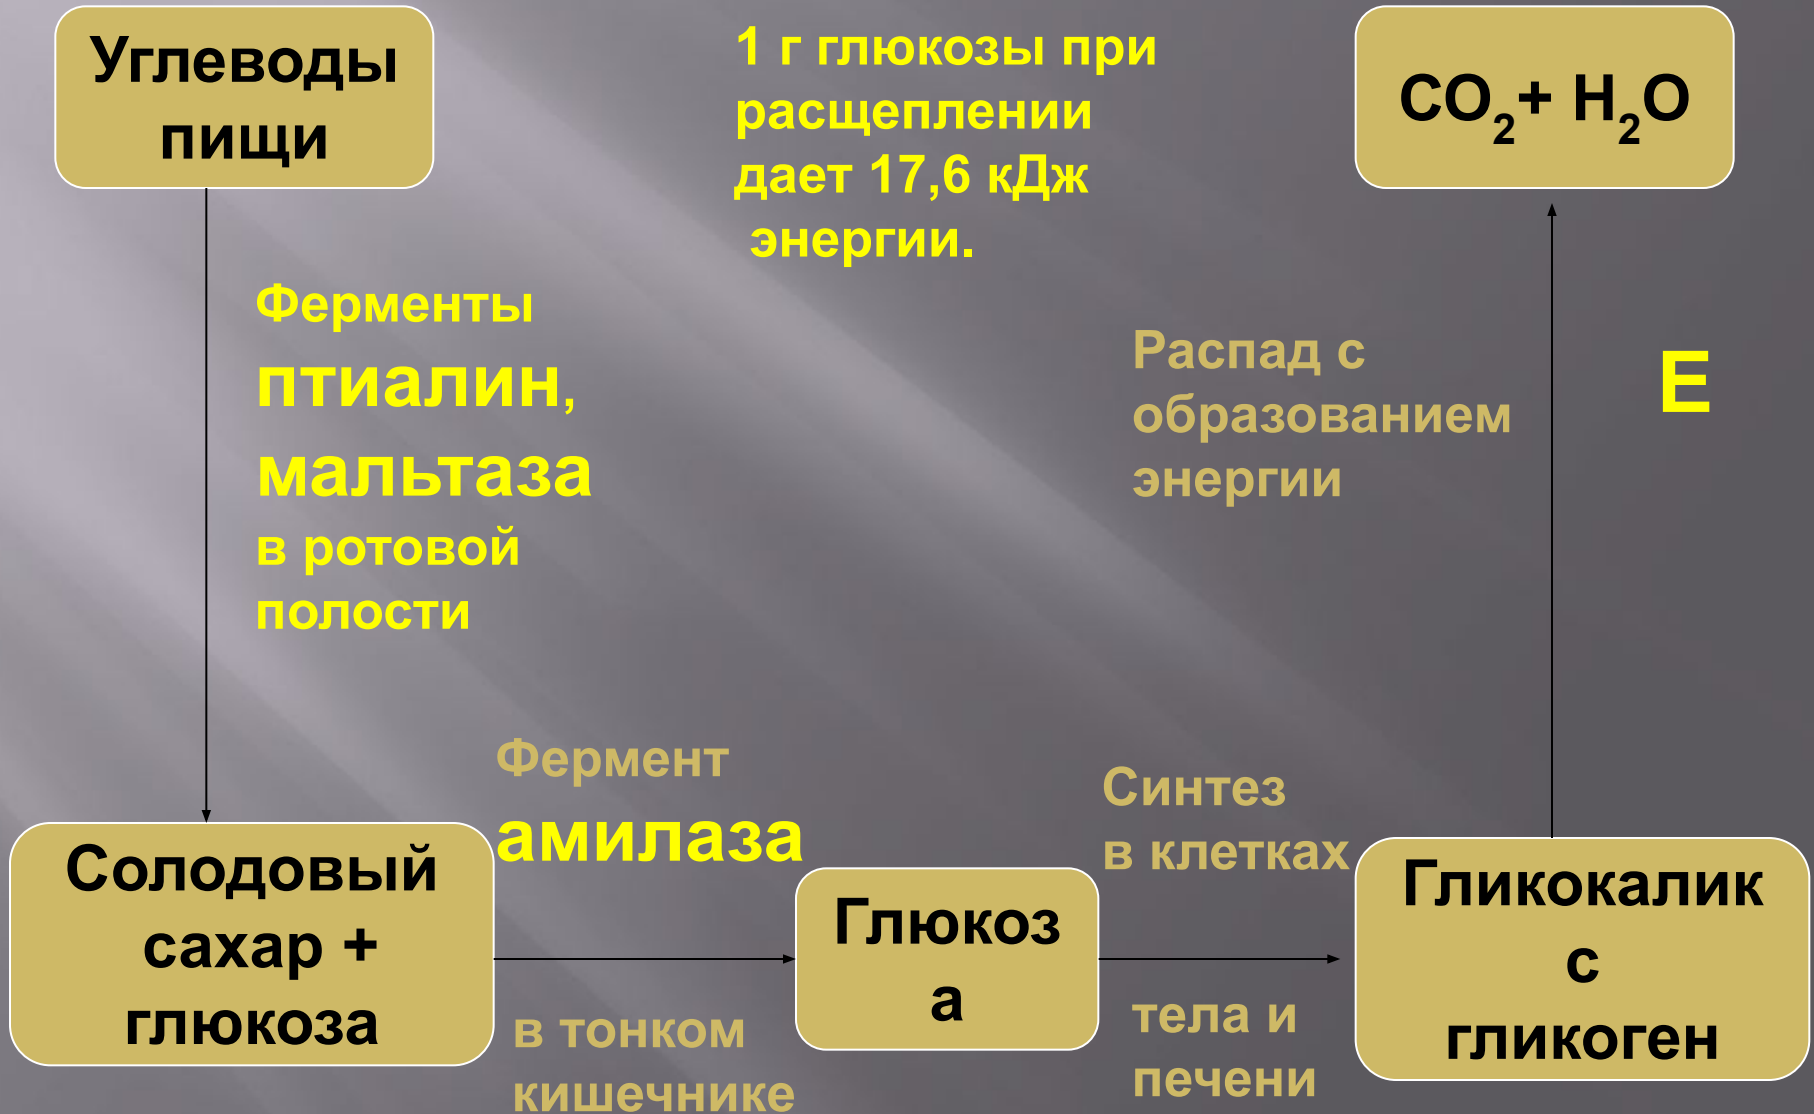 Углеводы
пищи
1 г глюкозы при
расщеплении
дает 17,6 кДж
энергии.
CO₂+ H₂O
Ферменты
птиалин,
мальтаза
в ротовой
полости
Распад с
образованием
энергии
Е
Солодовый
сахар +
глюкоза
Фермент
амилаза
в тонком
кишечнике
Глюкоз
а
Синтез
в клетках
тела и
печени
Гликокалик
с
гликоген